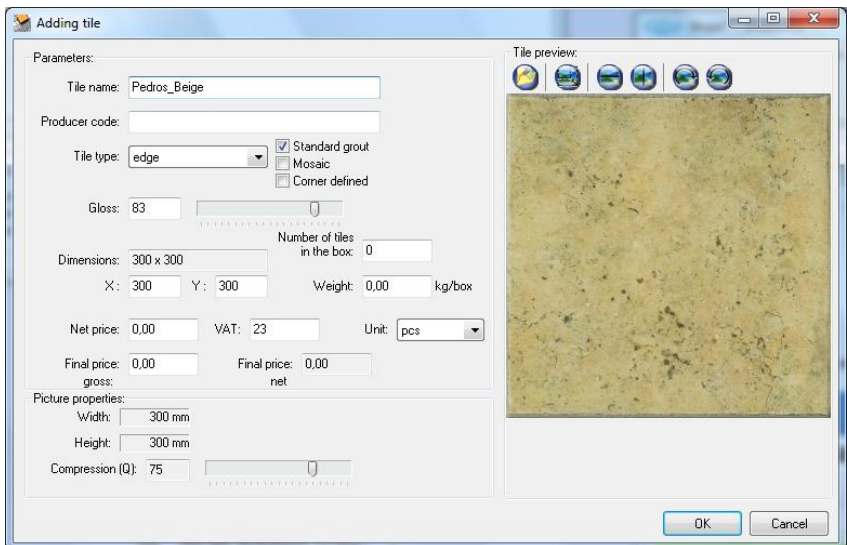 Adding tile
Parameters:
Tile name: Pedros_Beige
Producer code:
Tile type: edge
Standard grout
Mosaic
Corner defined
Gloss: 83
Number of tiles
in the box: 0
Dimensions: 300 x 300
X: 300 Y: 300 Weight: 0,00 kg/box
Net price: 0,00 VAT: 23 Unit: pcs
Final price: 0,00 Final price: 0,00
gross: net
Picture properties:
Width: 300 mm
Height: 300 mm
Compression (Q): 75
Tile preview:
OK Cancel